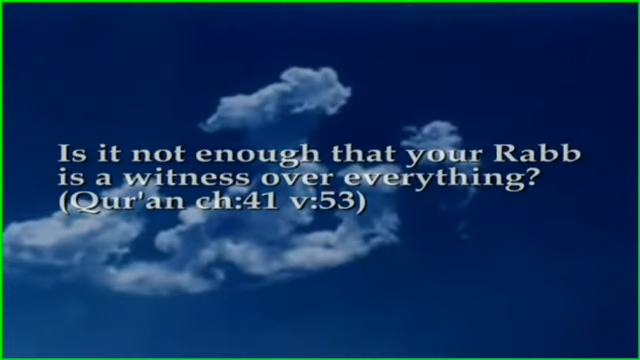 Is it not enough that your Rabb
is a witness over everything?
(Qur'an ch:41 v:53)